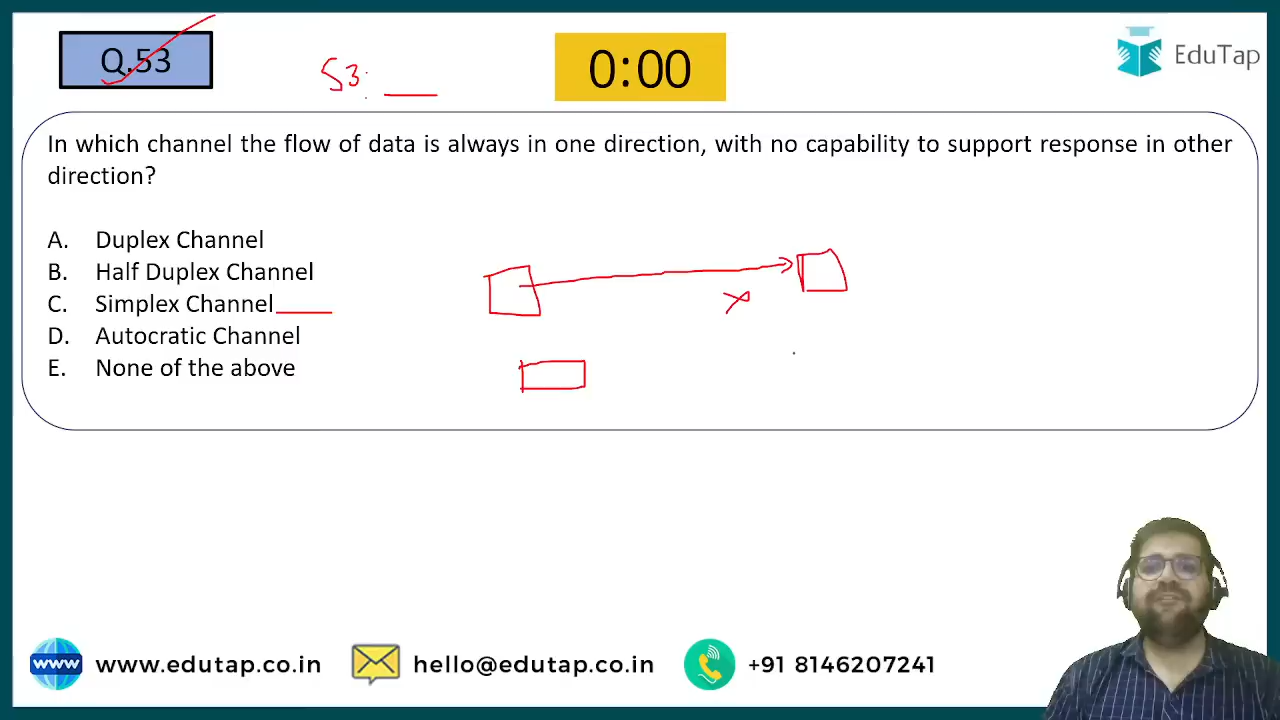 Q.53
53:
0:00
EduTap
In which channel the flow of data is always in one direction, with no capability to support response in other
direction?
A. Duplex Channel
B. Half Duplex Channel
C. Simplex Channel
D. Autocratic Channel
E. None of the above
www
www.edutap.co.in
hello@edutap.co.in
+91 8146207241